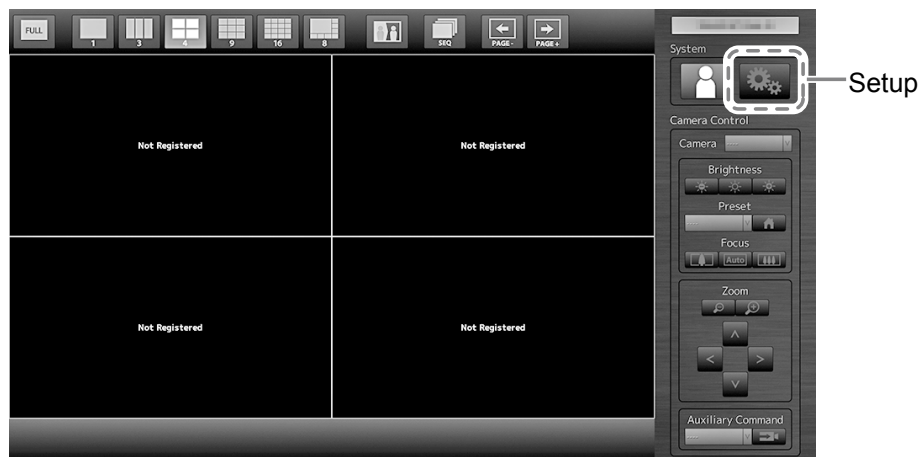 FULL
1 3 4 9 16 8 SEQ PAGE- PAGE+
System
Setup
Camera Control
Camera
Not Registered Not Registered
Brightness
Preset
Focus
Auto
Zoom
Not Registered Not Registered
Auxiliary Command